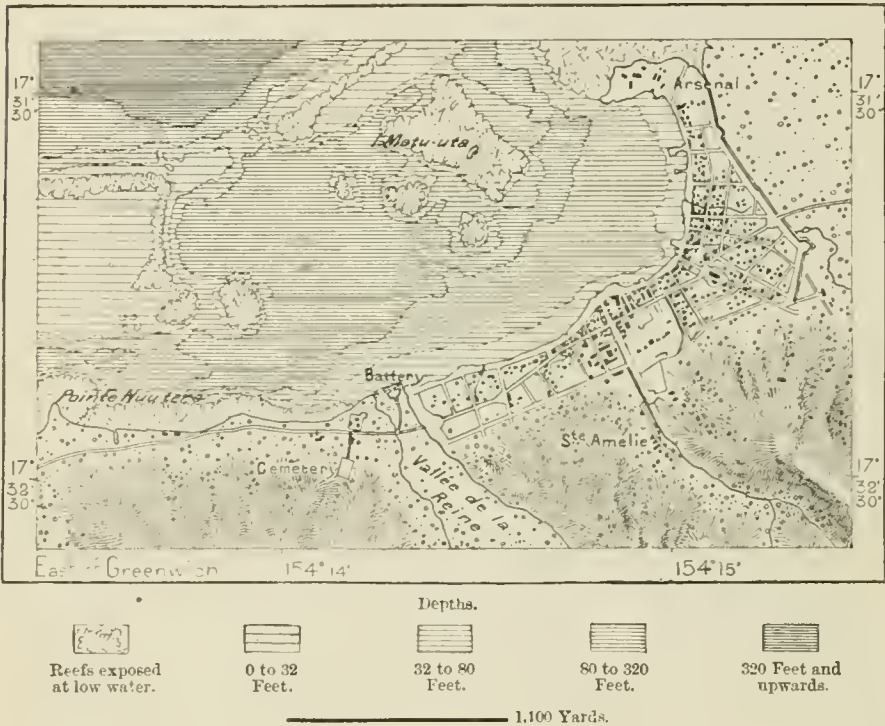 Arsenal
17°
31'
30"
17°
31'
30"
I. Motu-uta
Battery
Pointe Nuutere
Ste Amelie
Cemetery
Vallée de la
Reine
17°
32'
30"
17°
32'
30"
East of Greenwich
154° 14'
154° 15'
Depths.
Reefs exposed
at low water.
0 to 32
Feet.
32 to 80
Feet.
80 to 320
Feet.
320 Feet and
upwards.
1,100 Yards.